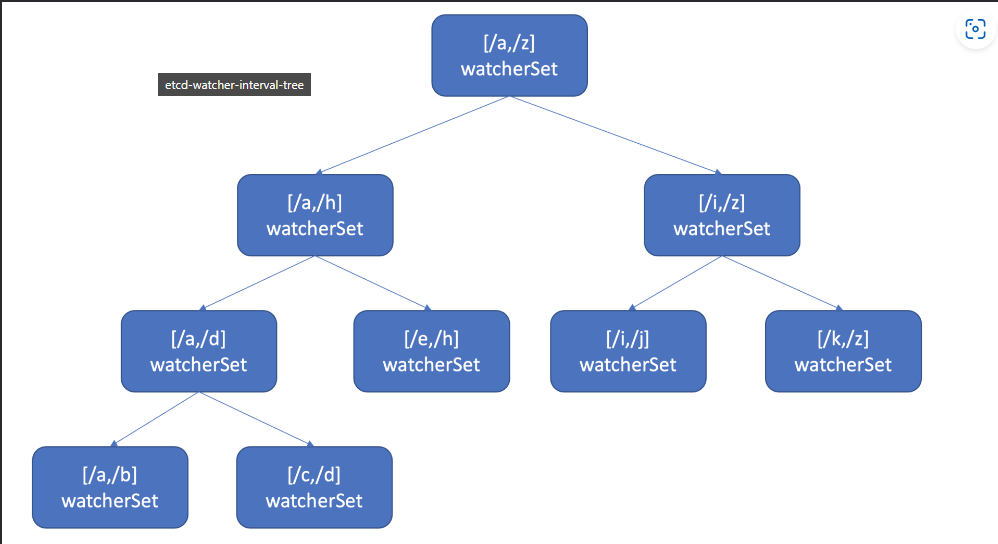 [/a,/z]
watcherSet
etcd-watcher-interval-tree
[/a,/h]
watcherSet
[/i,/z]
watcherSet
[/a,/d]
watcherSet
[/e,/h]
watcherSet
[/i,/j]
watcherSet
[/k,/z]
watcherSet
[/a,/b]
watcherSet
[/c,/d]
watcherSet